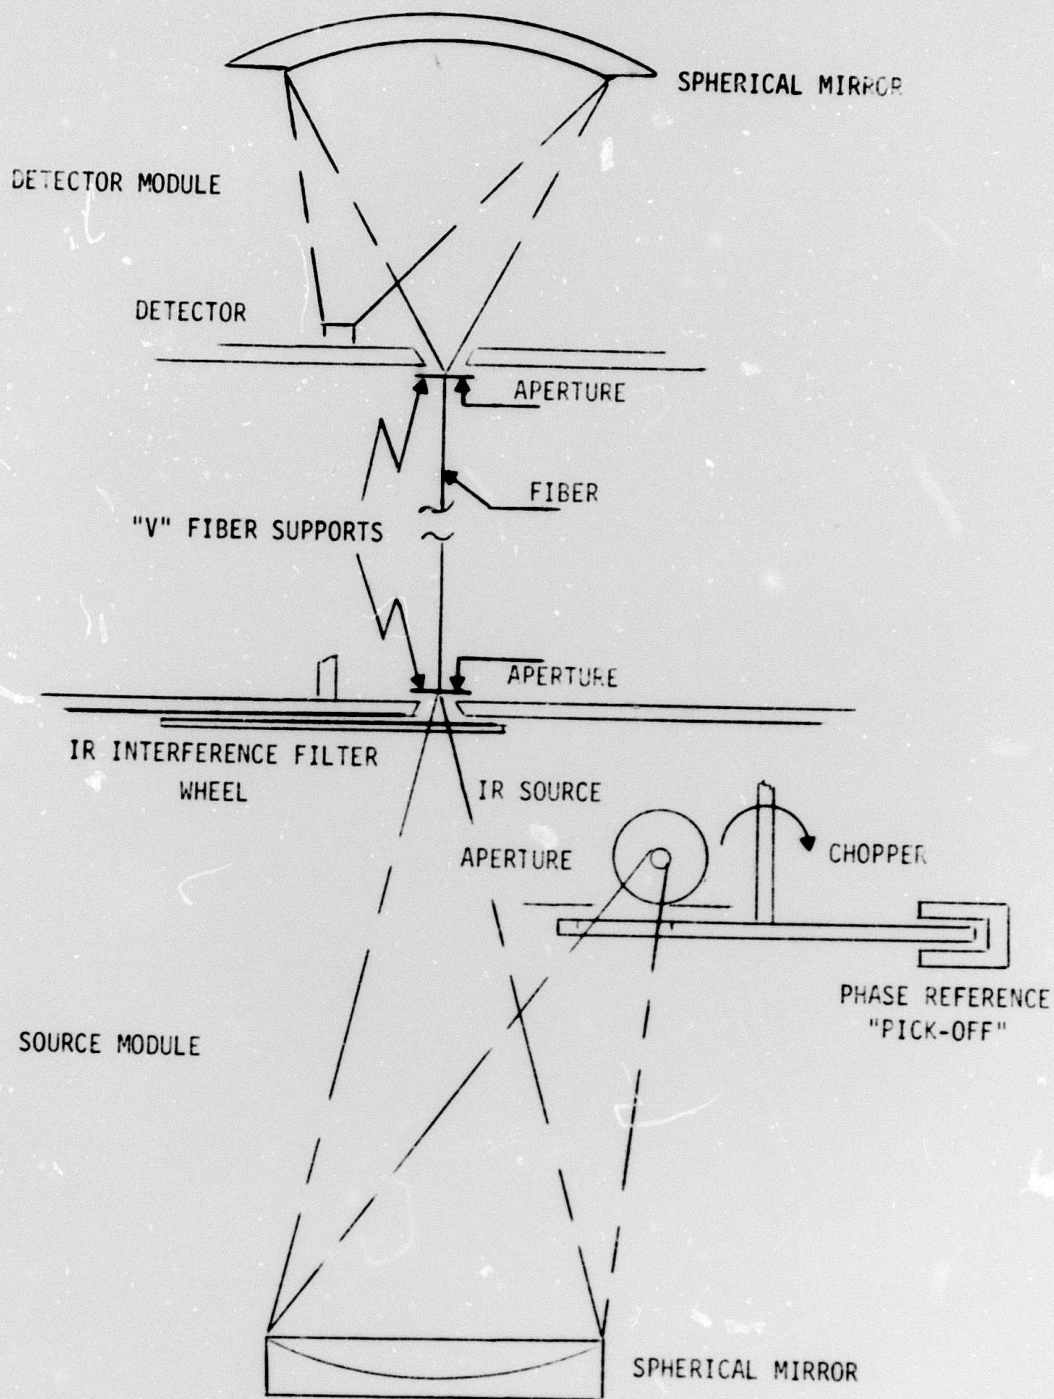 SPHERICAL MIRROR
DETECTOR MODULE
DETECTOR
APERTURE
FIBER
"V" FIBER SUPPORTS
APERTURE
IR INTERFERENCE FILTER
WHEEL
IR SOURCE
APERTURE
CHOPPER
PHASE REFERENCE
"PICK-OFF"
SOURCE MODULE
SPHERICAL MIRROR